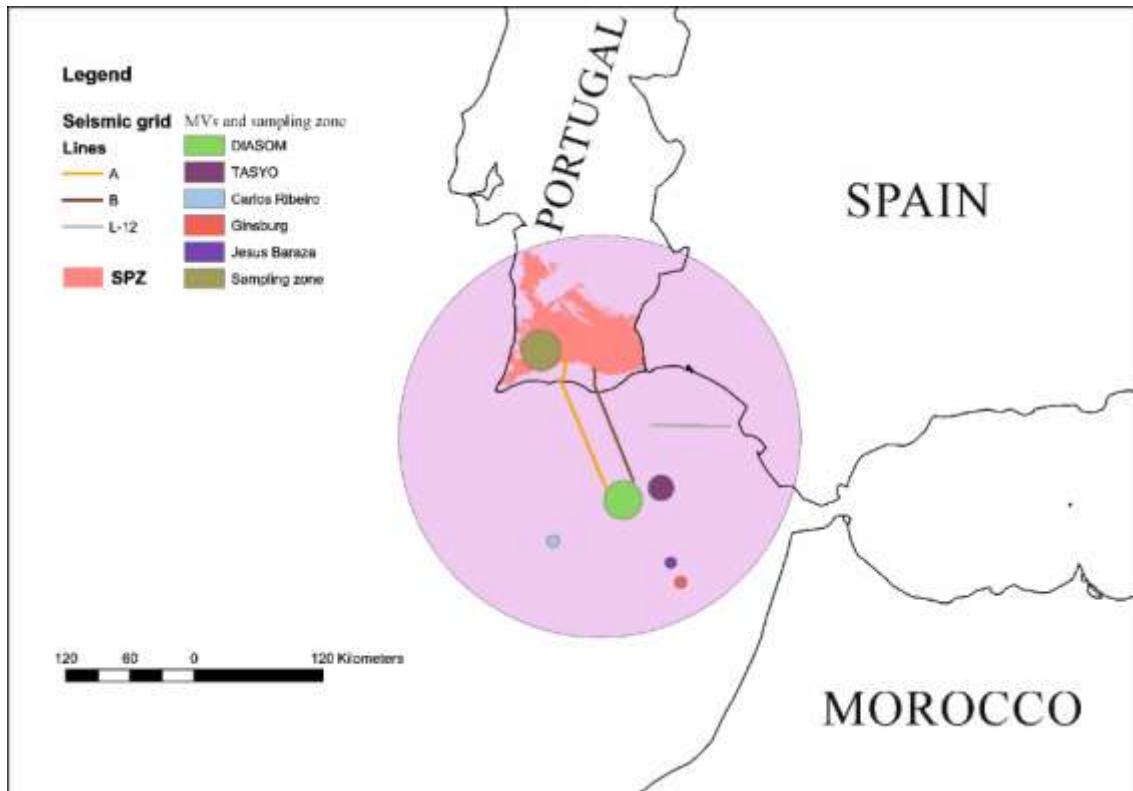 Legend
Seismic grid
Lines
A
B
L-12
SPZ
MVs and sampling zone
DIASOM
TASYO
Carlos Ribeiro
Ginsburg
Jesus Baraza
Sampling zone
PORTUGAL
SPAIN
MOROCCO
120 60 0 120 Kilometers